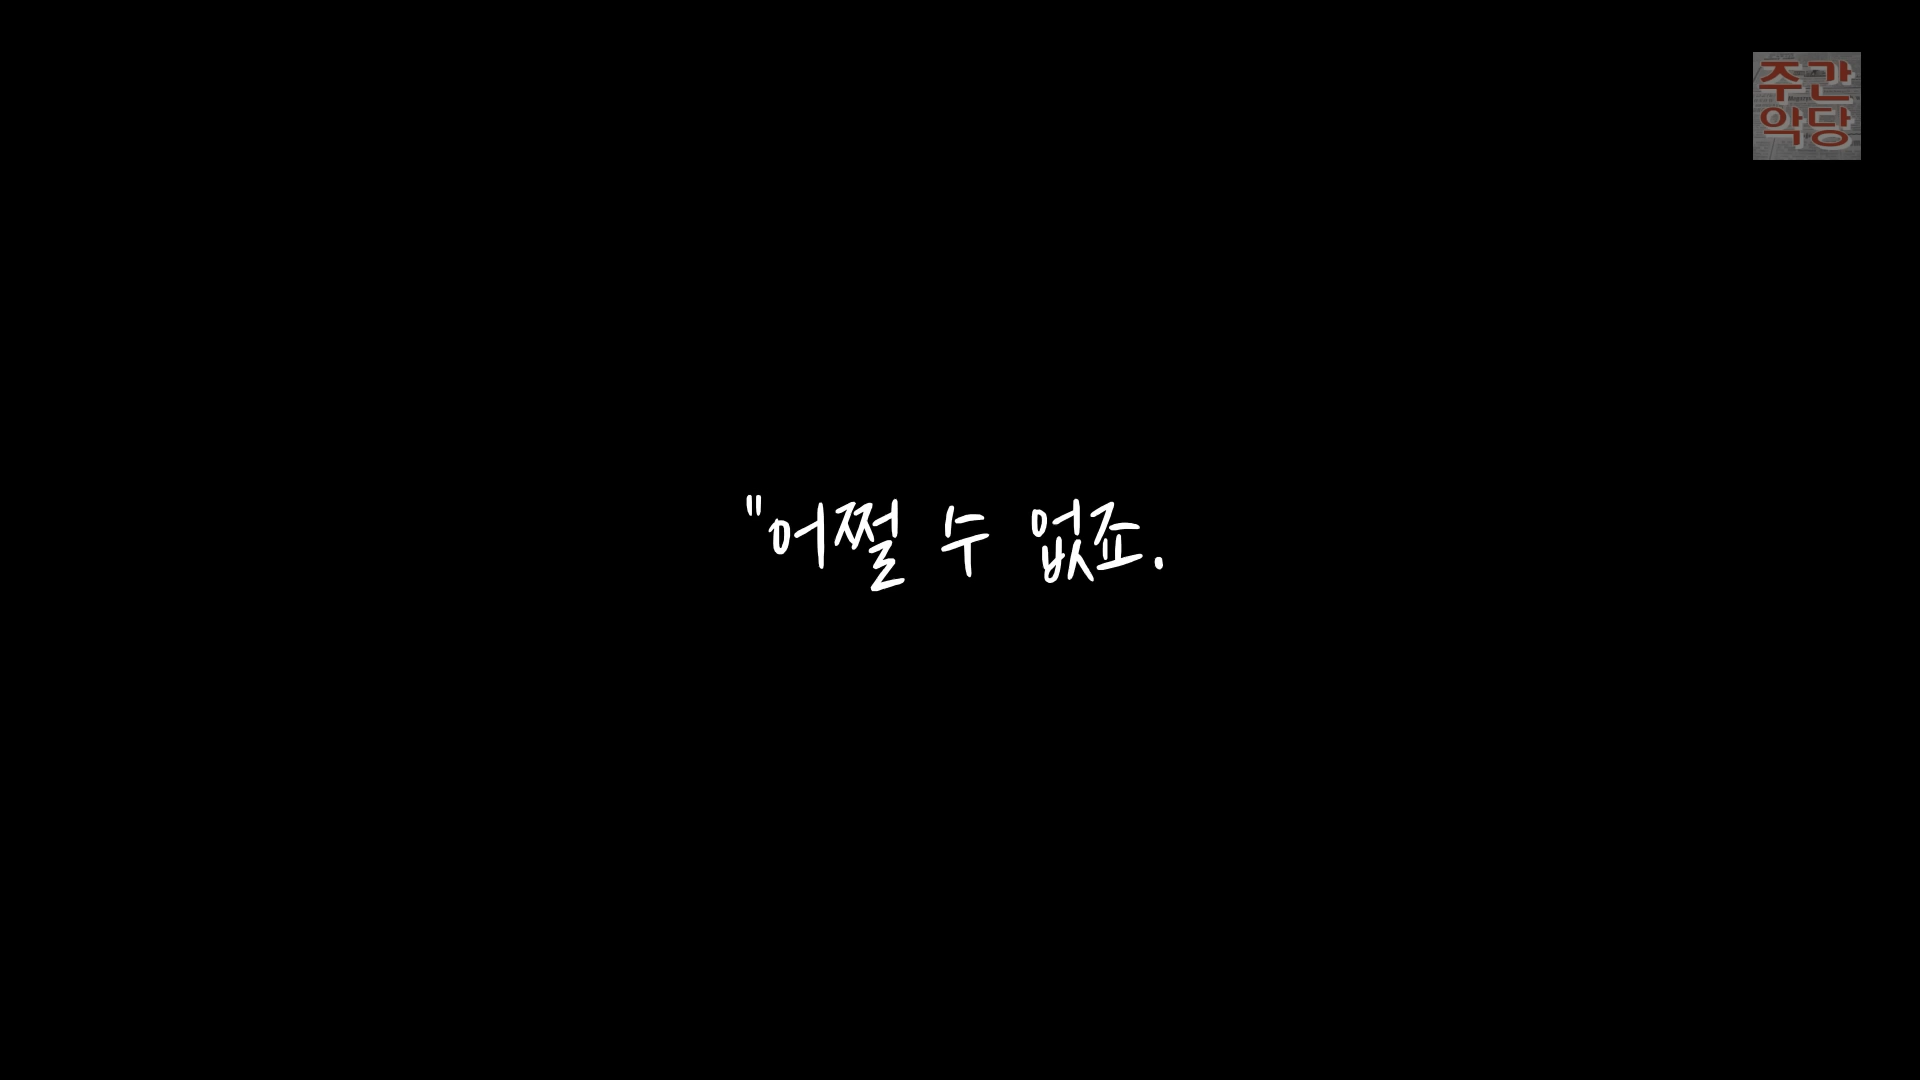 주간
악당
"어쩔 수 없죠.